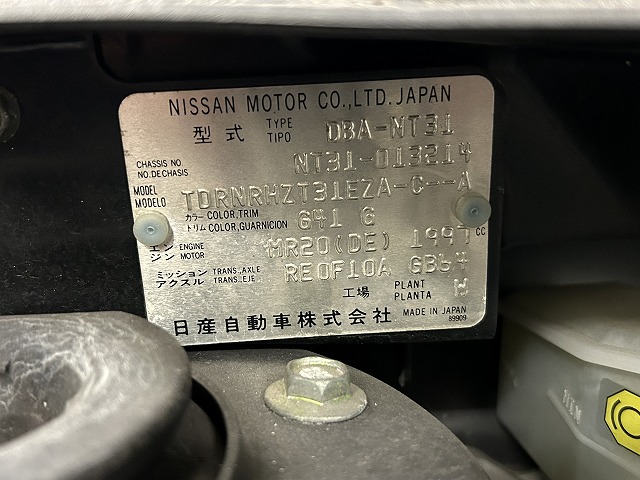 NISSAN MOTOR CO.,LTD. JAPAN
型式 TYPE TIPO DBA-NT31
CHASSIS NO. NO.DE CHASIS NT31-013214
MODEL MODELO TDRNRHZT31EZA-C--A
カラー COLOR,TRIM トリム COLOR,GUARNICION G41 G
エンジン ENGINE MOTOR MR20(DE) 1997 CC
ミッション TRANS.,AXLE アクスル TRANS.,EJE RE0F10A GB64
工場 PLANT PLANTA W
日産自動車株式会社 MADE IN JAPAN
89909